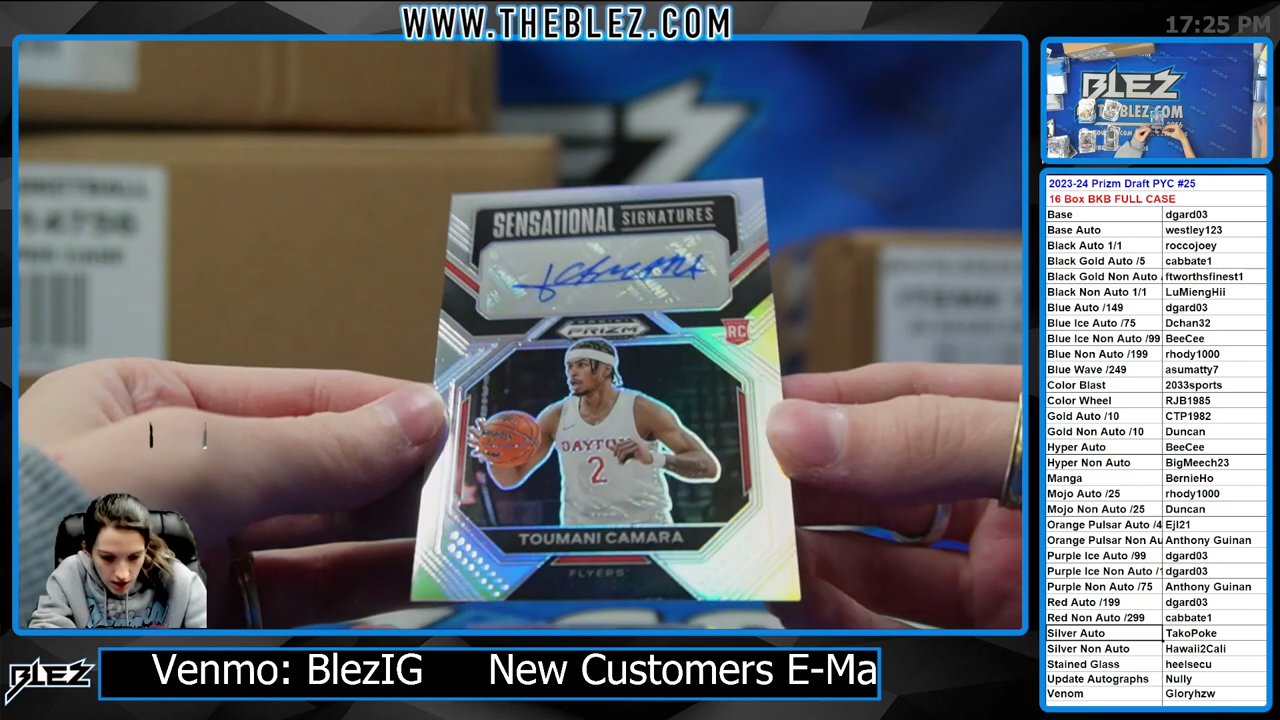 WWW.THEBLEZ.COM
17:25 PM
BLEZ
THEBLEZ.COM
SENSATIONAL SIGNATURES
PANINI
PRIZM
RC
DAYTON
2
TOUMANI CAMARA
FLYERS
2023-24 Prizm Draft PYC #25
16 Box BKB FULL CASE
Base dgard03
Base Auto westley123
Black Auto 1/1 roccojoey
Black Gold Auto /5 cabbate1
Black Gold Non Auto ftworthsfinest1
Black Non Auto 1/1 LuMiengHii
Blue Auto /149 dgard03
Blue Ice Auto /75 Dchan32
Blue Ice Non Auto /99 BeeCee
Blue Non Auto /199 rhody1000
Blue Wave /249 asumatty7
Color Blast 2033sports
Color Wheel RJB1985
Gold Auto /10 CTP1982
Gold Non Auto /10 Duncan
Hyper Auto BeeCee
Hyper Non Auto BigMeech23
Manga BernieHo
Mojo Auto /25 rhody1000
Mojo Non Auto /25 Duncan
Orange Pulsar Auto /4 Ejl21
Orange Pulsar Non Au Anthony Guinan
Purple Ice Auto /99 dgard03
Purple Ice Non Auto /1 dgard03
Purple Non Auto /75 Anthony Guinan
Red Auto /199 dgard03
Red Non Auto /299 cabbate1
Silver Auto TakoPoke
Silver Non Auto Hawaii2Cali
Stained Glass heeisecu
Update Autographs Nully
Venom Gloryhzw
BLEZ
Venmo: BlezIG New Customers E-Ma